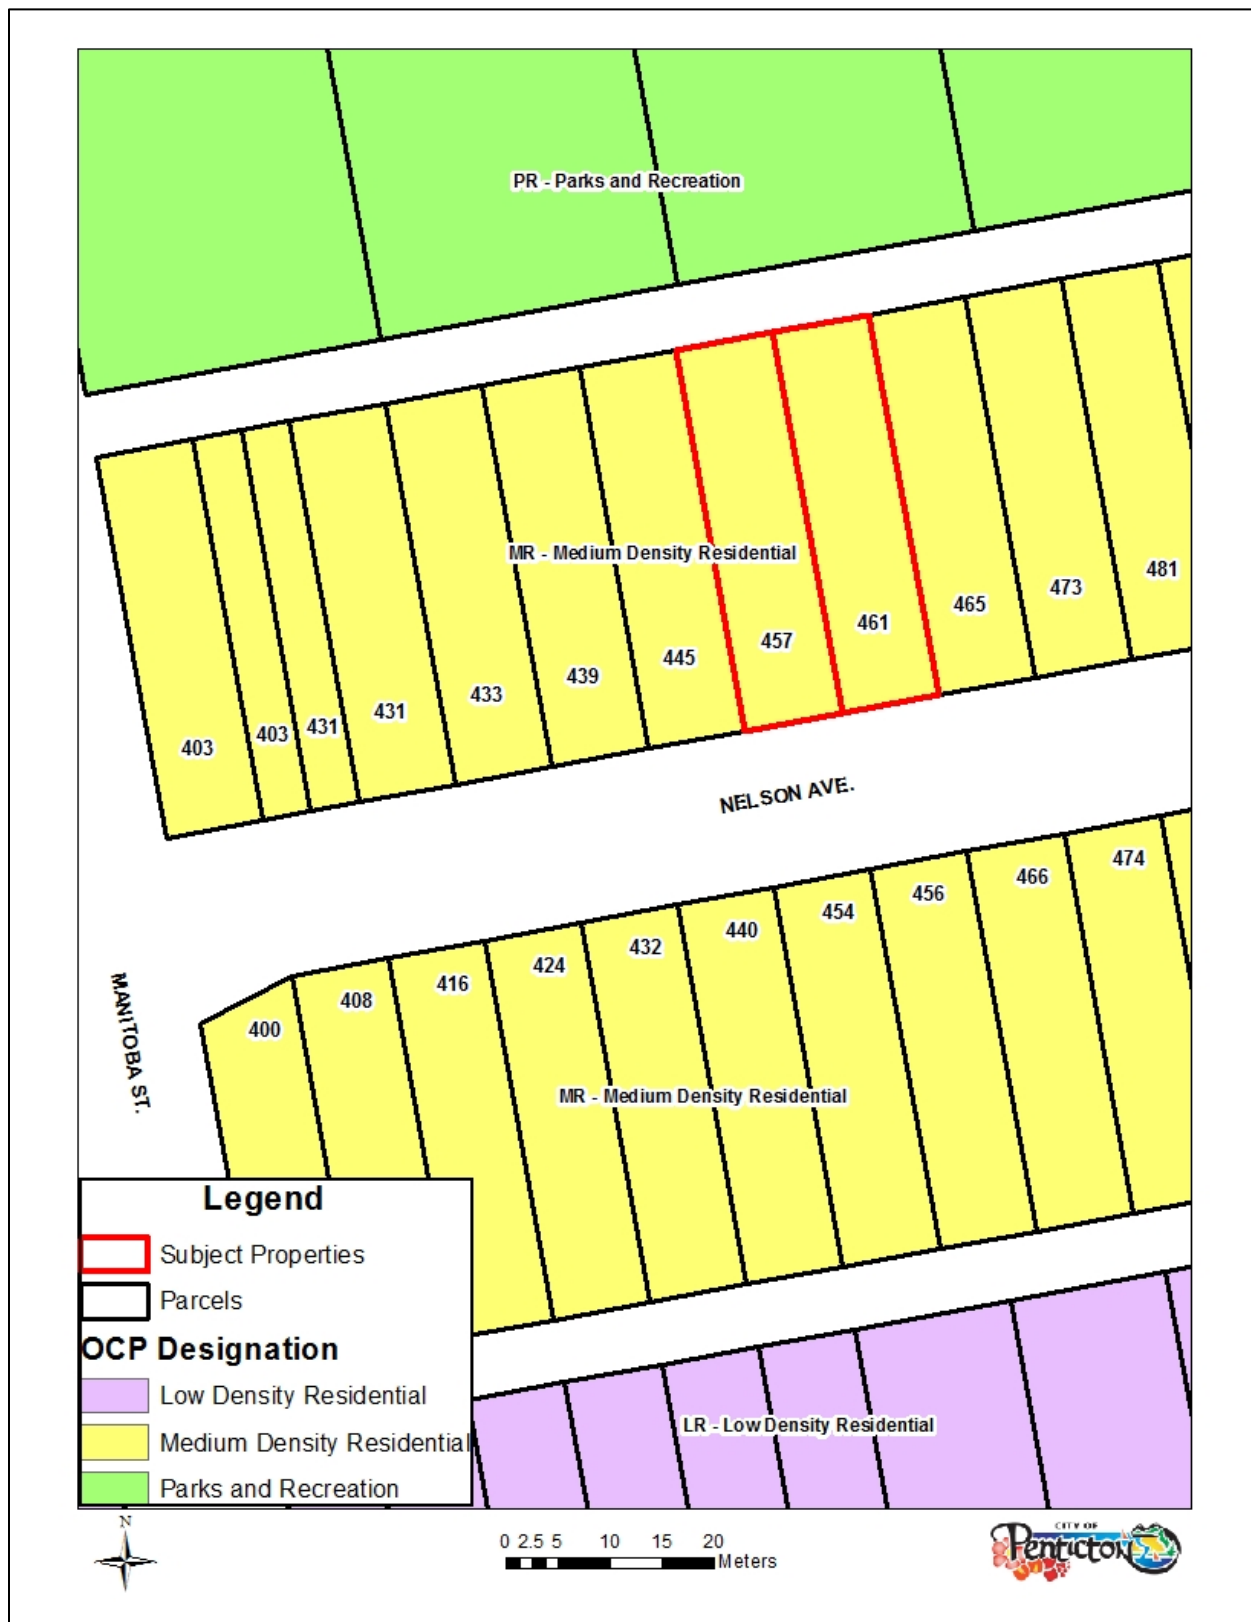 PR - Parks and Recreation
MR - Medium Density Residential
481
473
465
461
457
445
439
433
431
431
403
403
NELSON AVE.
474
466
456
454
440
432
424
416
408
400
MANITOBA ST.
MR - Medium Density Residential
LR - Low Density Residential
Legend
Subject Properties
Parcels
OCP Designation
Low Density Residential
Medium Density Residential
Parks and Recreation
N
0 2.5 5 10 15 20
Meters
CITY OF
Penticton